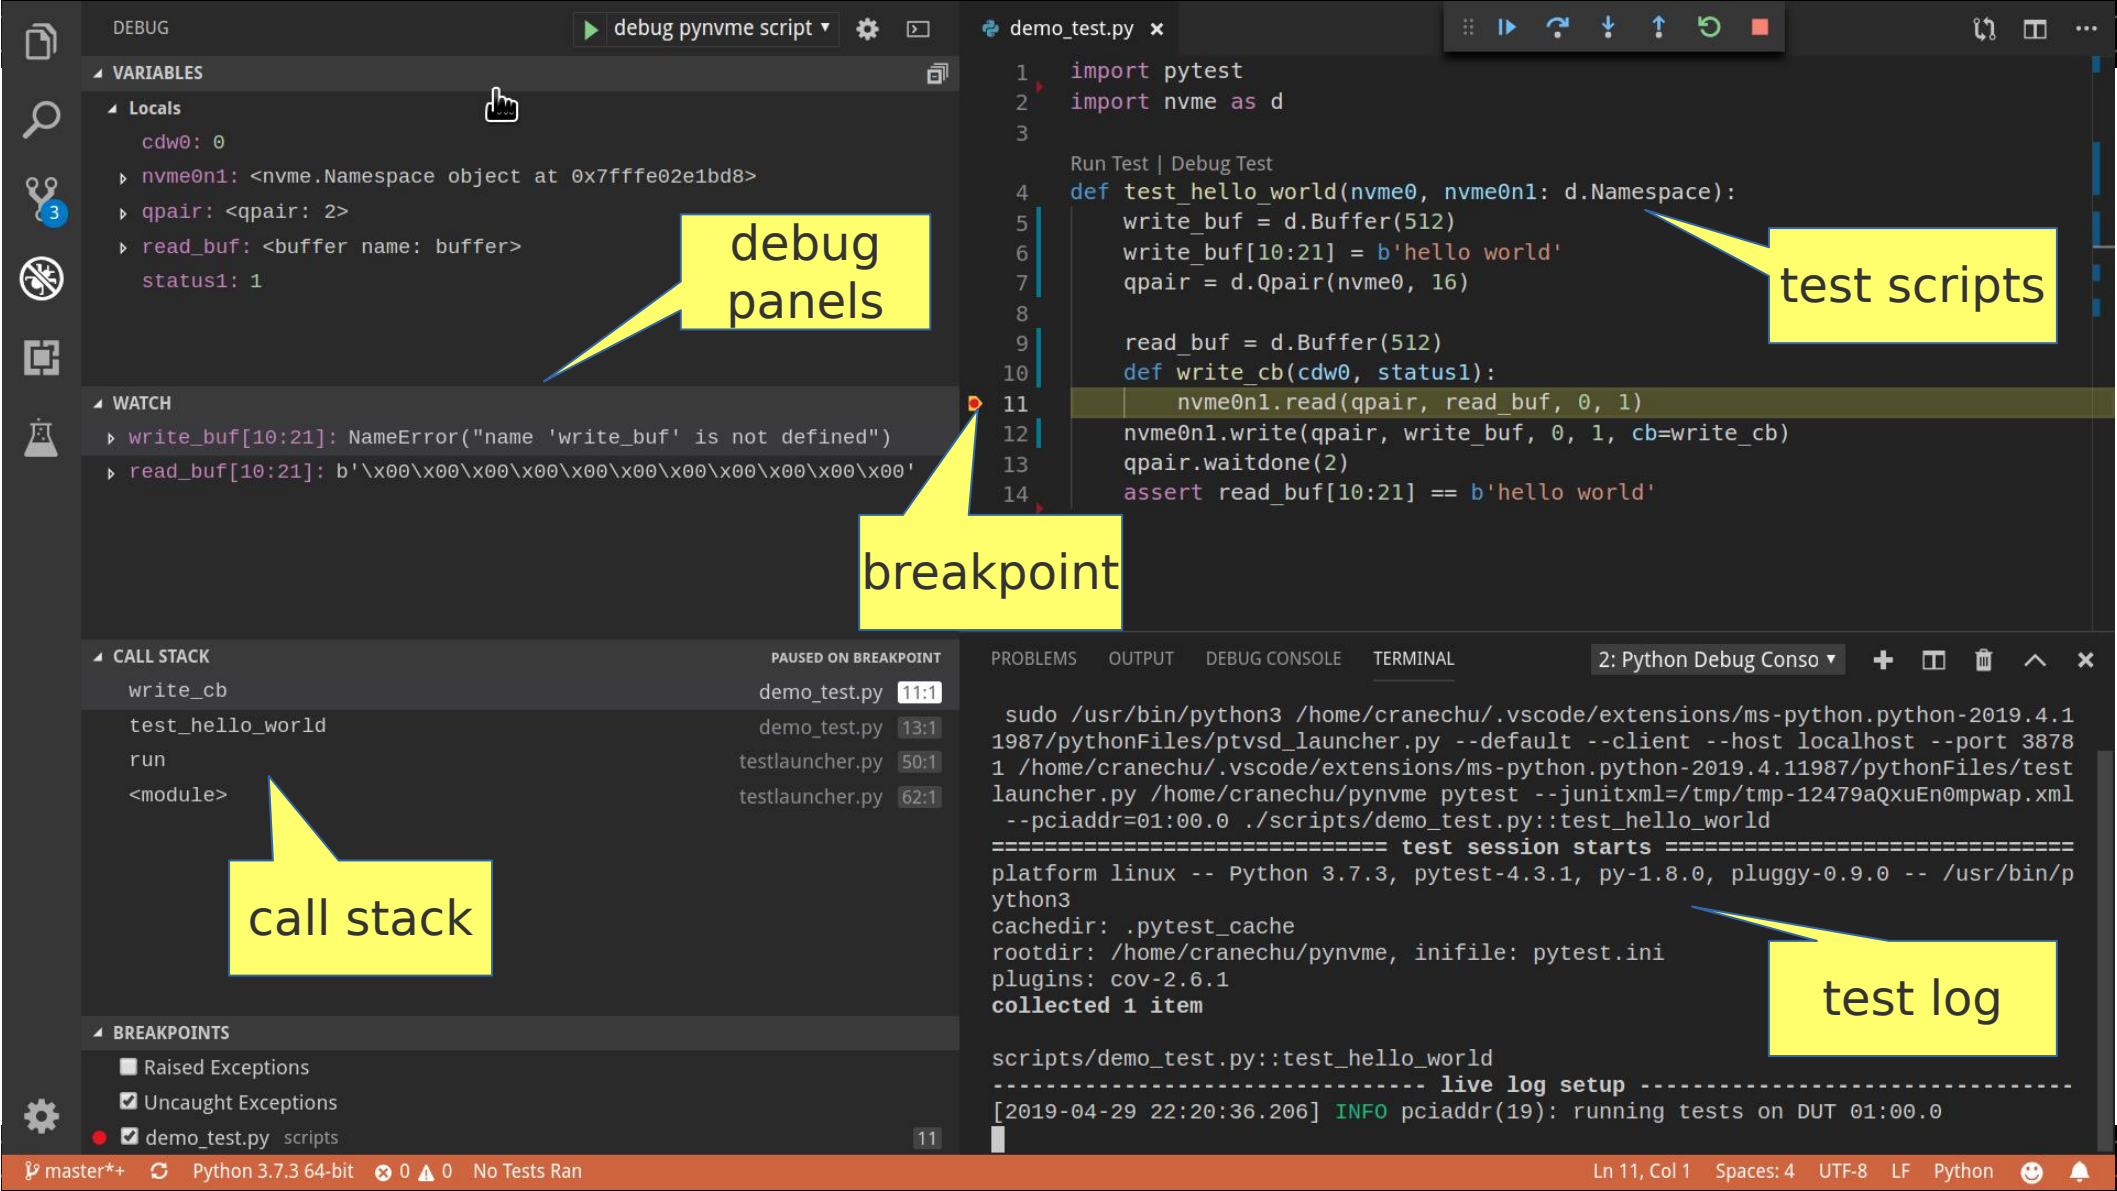 DEBUG
debug pynvme script
VARIABLES
Locals
cdw0: 0
nvme0n1: <nvme.Namespace object at 0x7fffe02e1bd8>
qpair: <qpair: 2>
read_buf: <buffer name: buffer>
status1: 1
debug
panels
WATCH
write_buf[10:21]: NameError("name 'write_buf' is not defined")
read_buf[10:21]: b'\x00\x00\x00\x00\x00\x00\x00\x00\x00\x00\x00'
CALL STACK
PAUSED ON BREAKPOINT
write_cb demo_test.py 11:1
test_hello_world demo_test.py 13:1
run testlauncher.py 50:1
<module> testlauncher.py 62:1
call stack
BREAKPOINTS
Raised Exceptions
Uncaught Exceptions
demo_test.py scripts 11
3
demo_test.py
1 import pytest
2 import nvme as d
3
Run Test | Debug Test
4 def test_hello_world(nvme0, nvme0n1: d.Namespace):
5 write_buf = d.Buffer(512)
6 write_buf[10:21] = b'hello world'
7 qpair = d.Qpair(nvme0, 16)
8
9 read_buf = d.Buffer(512)
10 def write_cb(cdw0, status1):
11 nvme0n1.read(qpair, read_buf, 0, 1)
12 nvme0n1.write(qpair, write_buf, 0, 1, cb=write_cb)
13 qpair.waitdone(2)
14 assert read_buf[10:21] == b'hello world'
test scripts
breakpoint
PROBLEMS OUTPUT DEBUG CONSOLE TERMINAL
2: Python Debug Conso
sudo /usr/bin/python3 /home/cranechu/.vscode/extensions/ms-python.python-2019.4.1
1987/pythonFiles/ptvsd_launcher.py --default --client --host localhost --port 3878
1 /home/cranechu/.vscode/extensions/ms-python.python-2019.4.11987/pythonFiles/test
launcher.py /home/cranechu/pynvme pytest --junitxml=/tmp/tmp-12479aQxuEn0mpwap.xml
--pciaddr=01:00.0 ./scripts/demo_test.py::test_hello_world
============================== test session starts ===============================
platform linux -- Python 3.7.3, pytest-4.3.1, py-1.8.0, pluggy-0.9.0 -- /usr/bin/p
ython3
cachedir: .pytest_cache
rootdir: /home/cranechu/pynvme, inifile: pytest.ini
plugins: cov-2.6.1
collected 1 item
test log
scripts/demo_test.py::test_hello_world
--------------------------------- live log setup ---------------------------------
[2019-04-29 22:20:36.206] INFO pciaddr(19): running tests on DUT 01:00.0
master*+ Python 3.7.3 64-bit 0 0 No Tests Ran
Ln 11, Col 1 Spaces: 4 UTF-8 LF Python